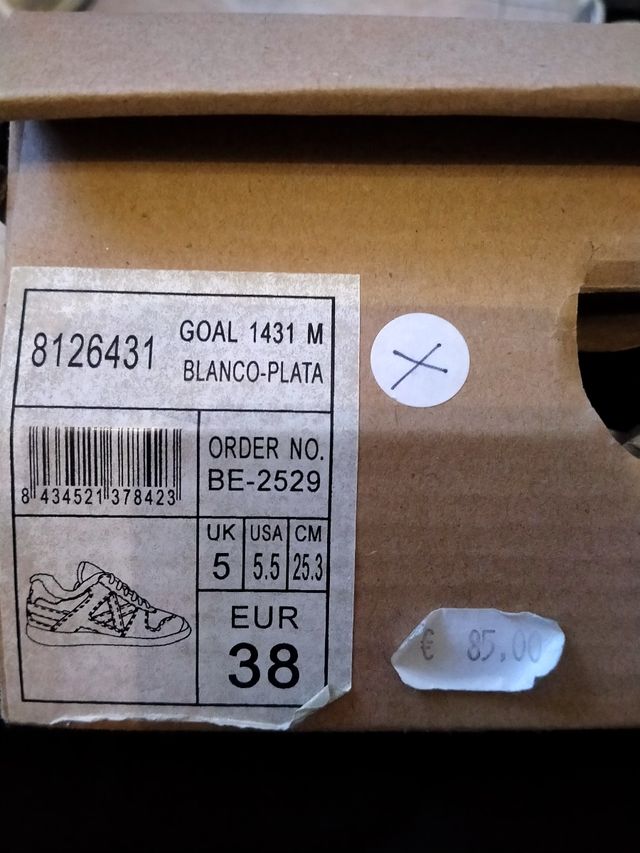 8126431
GOAL 1431 M
BLANCO-PLATA
8 434521 378423
ORDER NO.
BE-2529
UK USA CM
5 5.5 25.3
EUR
38
€ 85,00